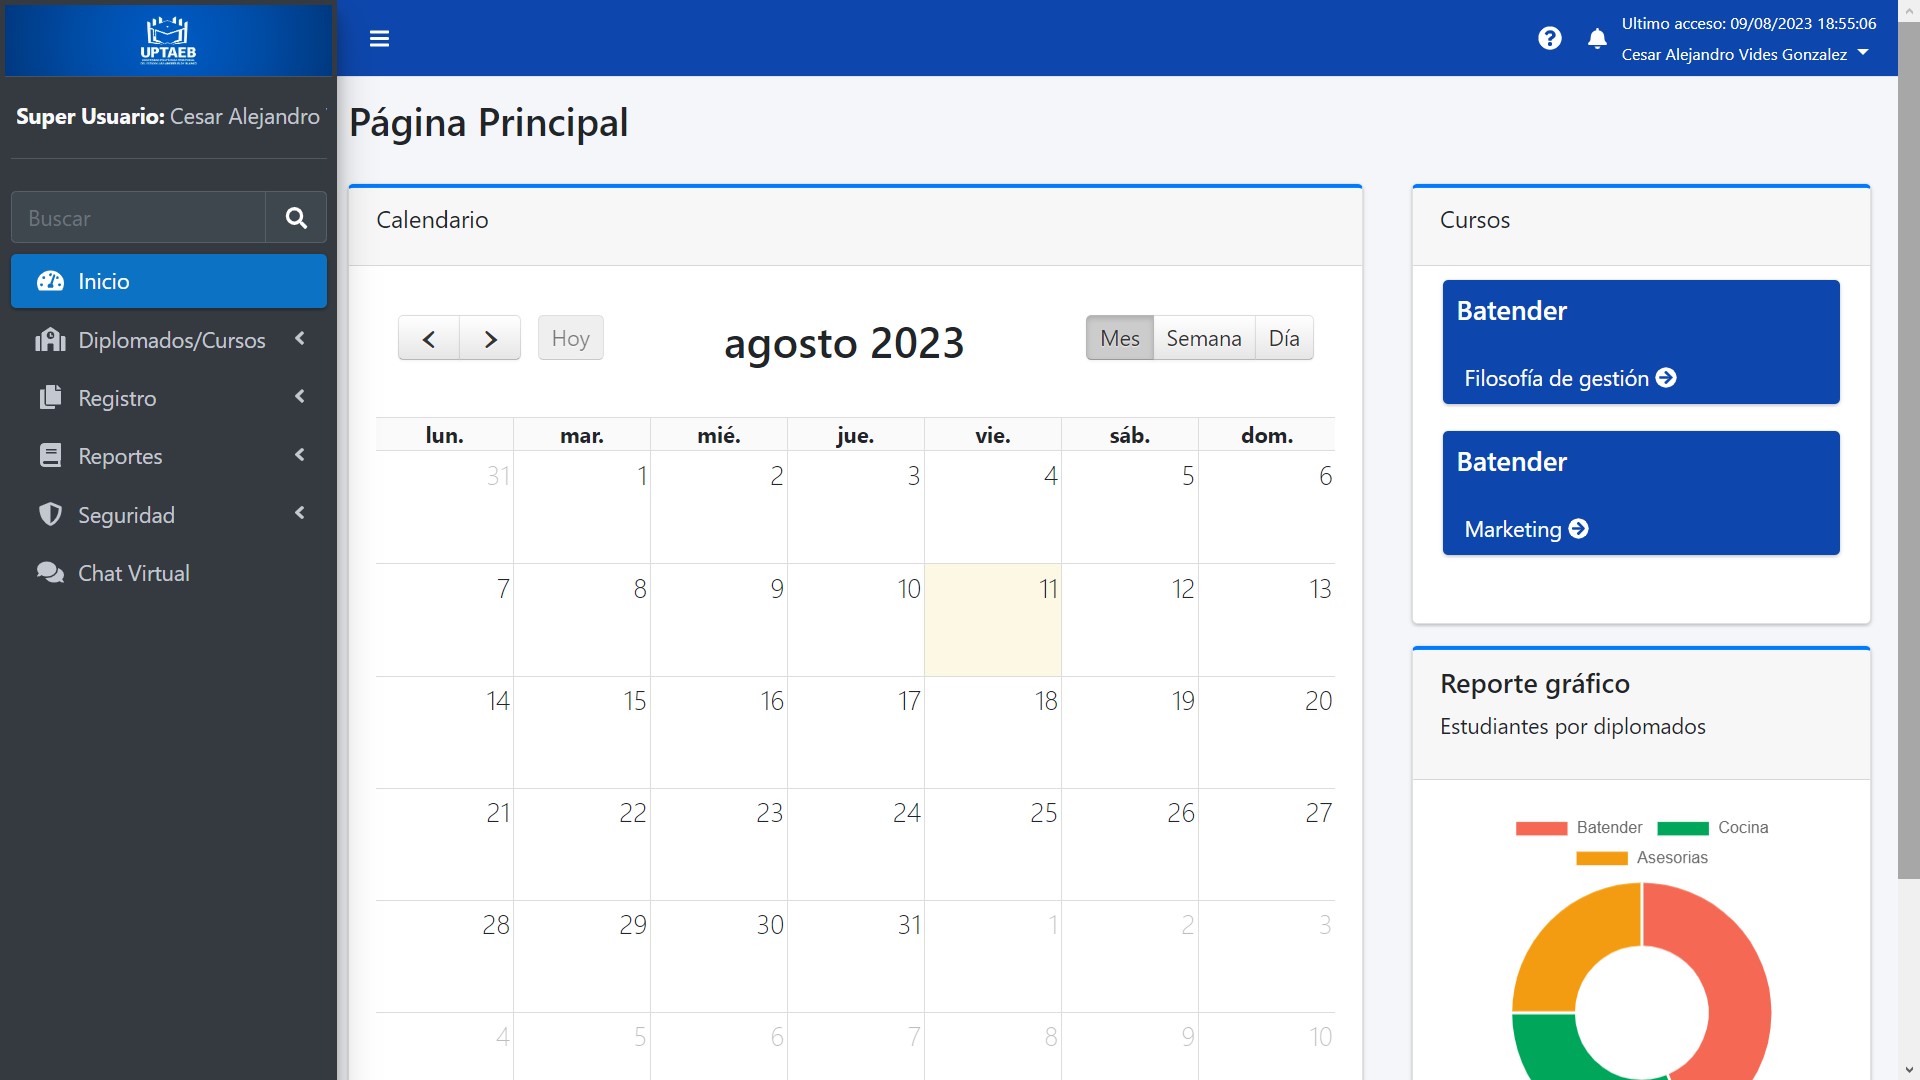 UPTAEB
Ultimo acceso: 09/08/2023 18:55:06
Cesar Alejandro Vides Gonzalez
Super Usuario: Cesar Alejandro
Buscar
Inicio
Diplomados/Cursos
Registro
Reportes
Seguridad
Chat Virtual
Página Principal
Calendario
Hoy
agosto 2023
Mes Semana Día
lun. mar. mié. jue. vie. sáb. dom.
31 1 2 3 4 5 6
7 8 9 10 11 12 13
14 15 16 17 18 19 20
21 22 23 24 25 26 27
28 29 30 31 1 2 3
4 5 6 7 8 9 10
Cursos
Batender
Filosofía de gestión
Batender
Marketing
Reporte gráfico
Estudiantes por diplomados
Batender Cocina
Asesorias